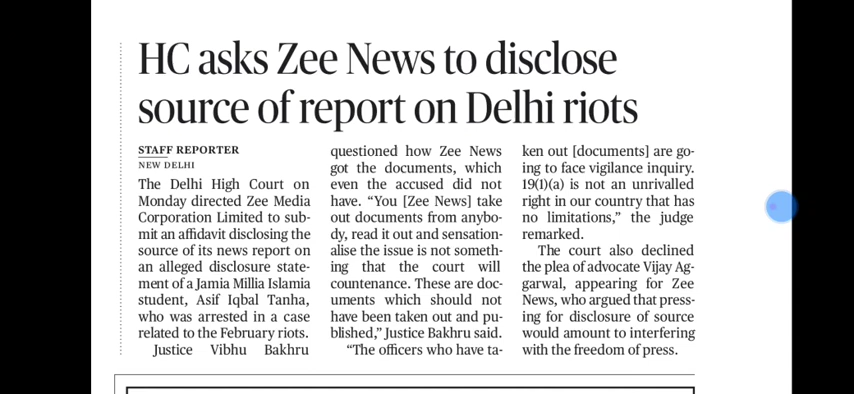 HC asks Zee News to disclose
source of report on Delhi riots
STAFF REPORTER
NEW DELHI
The Delhi High Court on
Monday directed Zee Media
Corporation Limited to sub-
mit an affidavit disclosing the
source of its news report on
an alleged disclosure state-
ment of a Jamia Millia Islamia
student, Asif Iqbal Tanha,
who was arrested in a case
related to the February riots.
Justice Vibhu Bakhru
questioned how Zee News
got the documents, which
even the accused did not
have. “You [Zee News] take
out documents from anybo-
dy, read it out and sensation-
alise the issue is not someth-
ing that the court will
countenance. These are doc-
uments which should not
have been taken out and pu-
blished,” Justice Bakhru said.
“The officers who have ta-
ken out [documents] are go-
ing to face vigilance inquiry.
19(1)(a) is not an unrivalled
right in our country that has
no limitations,” the judge
remarked.
The court also declined
the plea of advocate Vijay Ag-
garwal, appearing for Zee
News, who argued that press-
ing for disclosure of source
would amount to interfering
with the freedom of press.